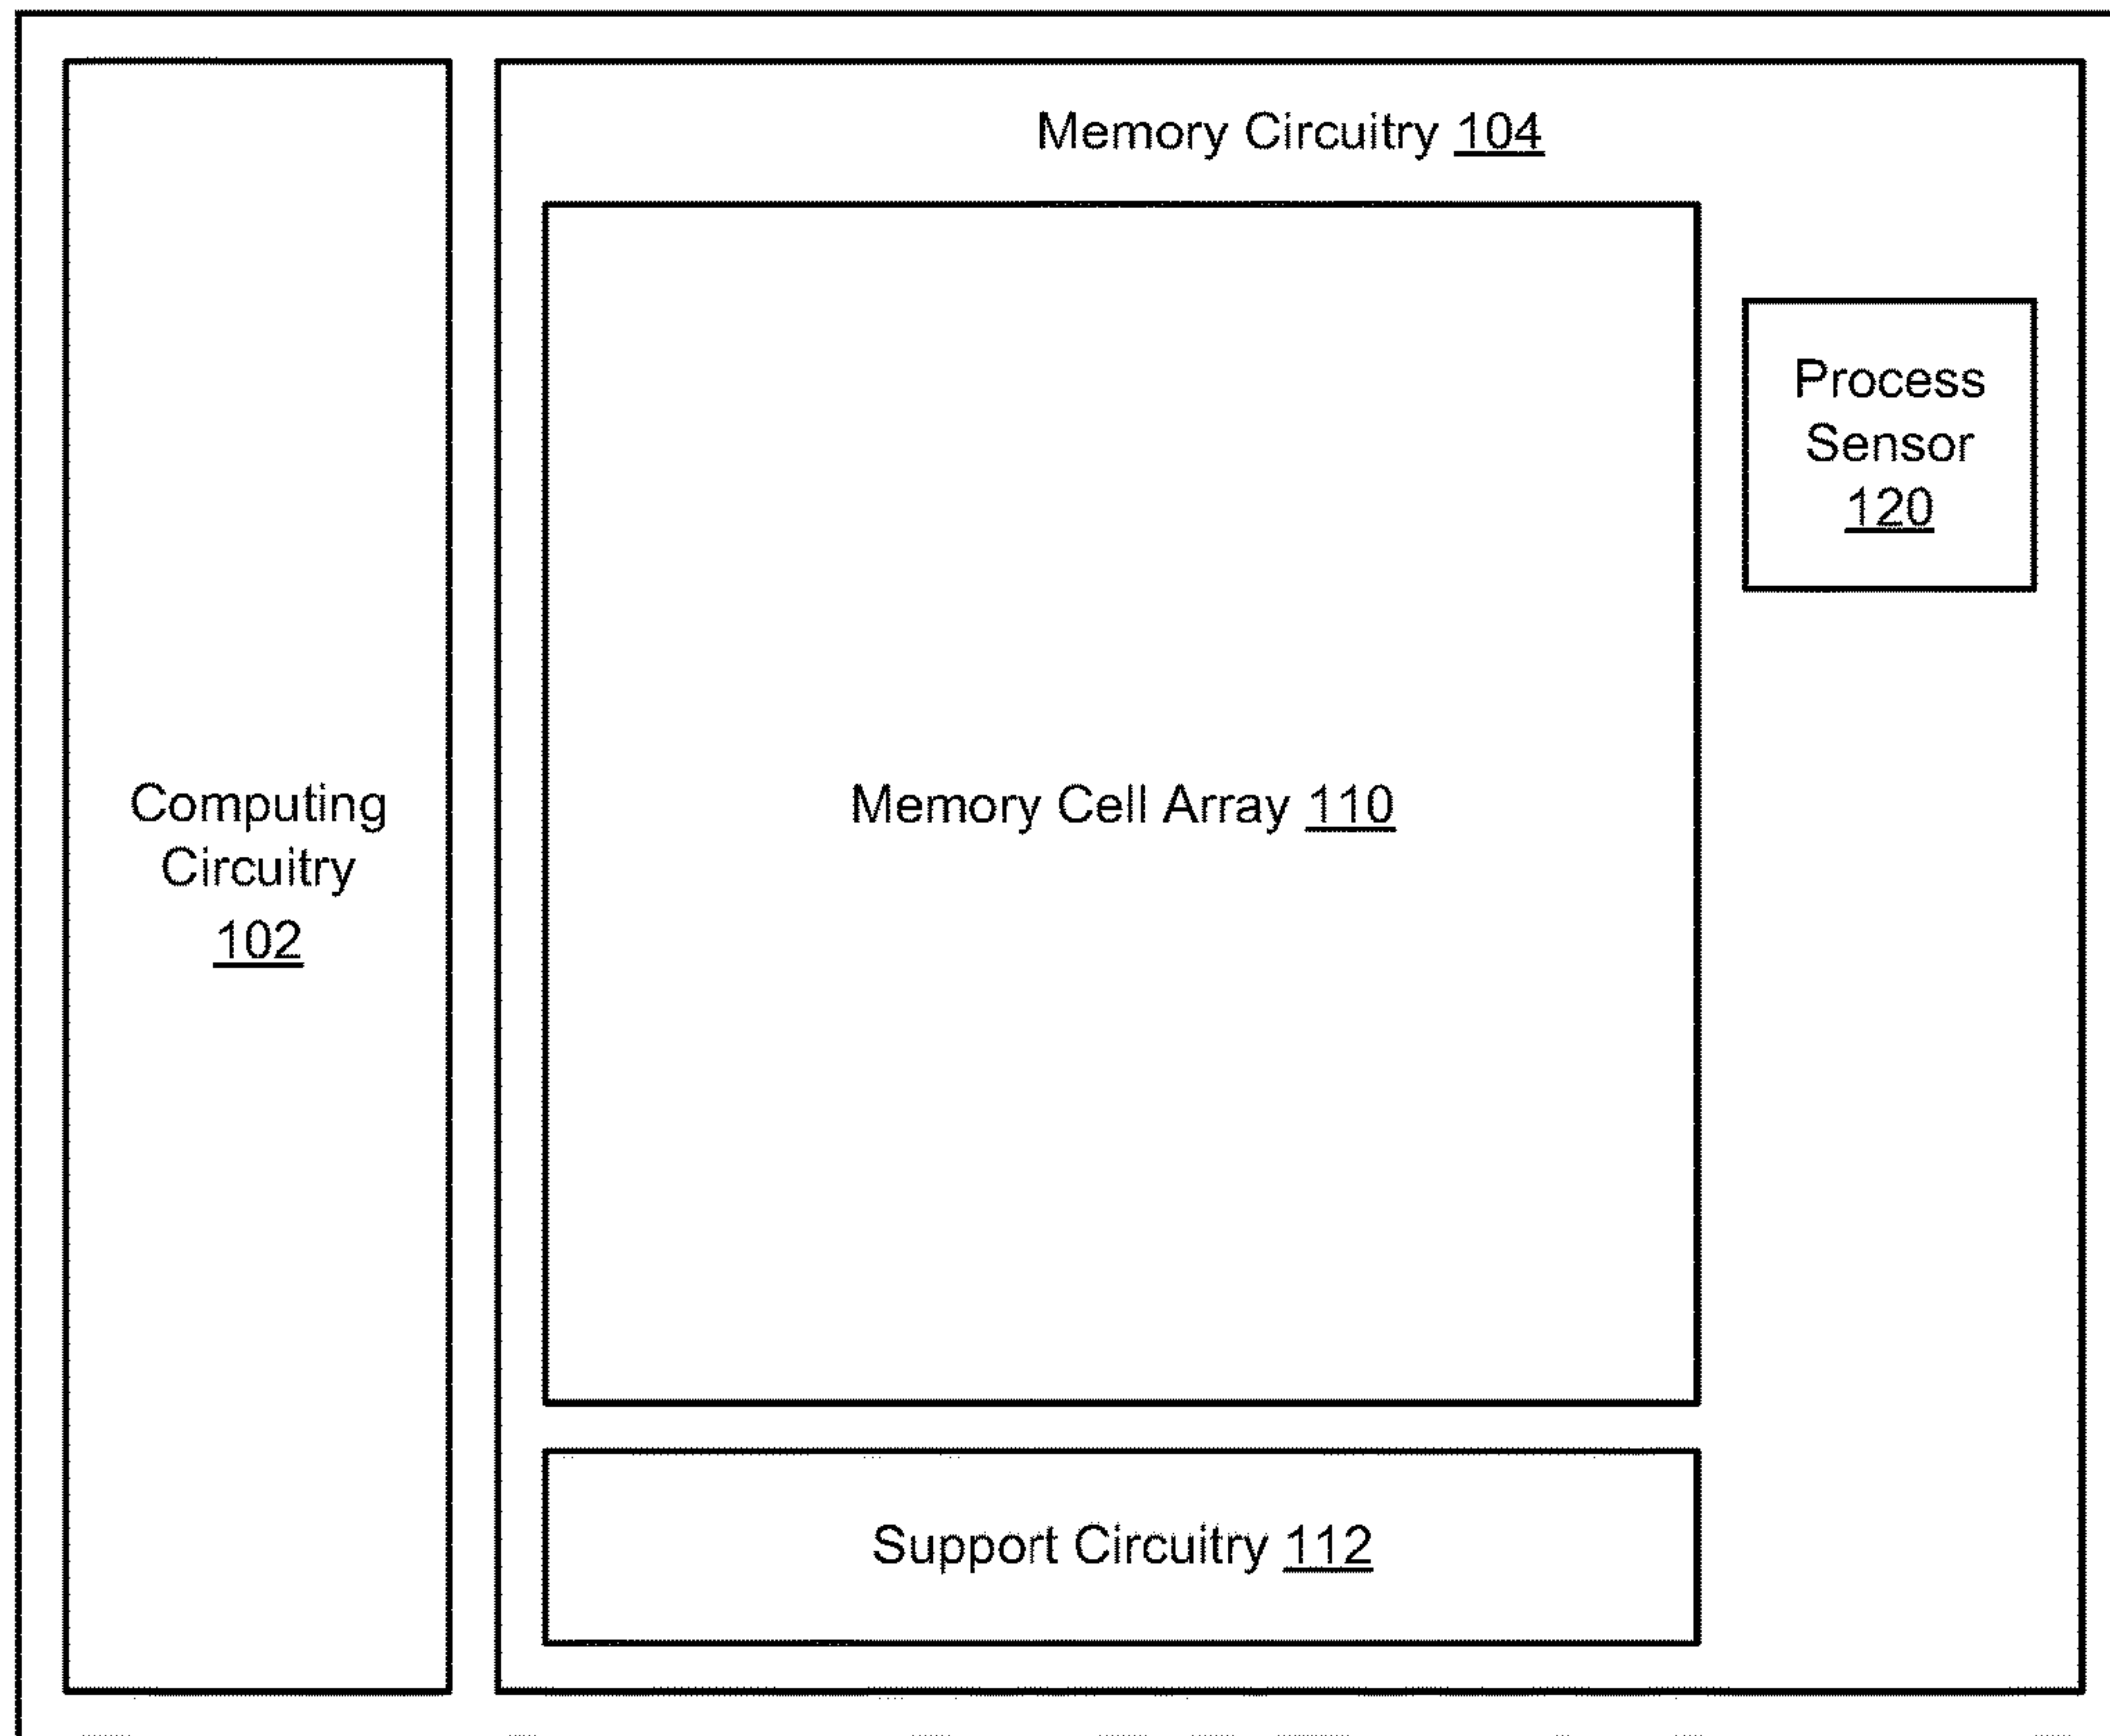 Memory Circuitry 104
Process
Sensor
120
Computing
Circuitry
102
Memory Cell Array 110
Support Circuitry 112